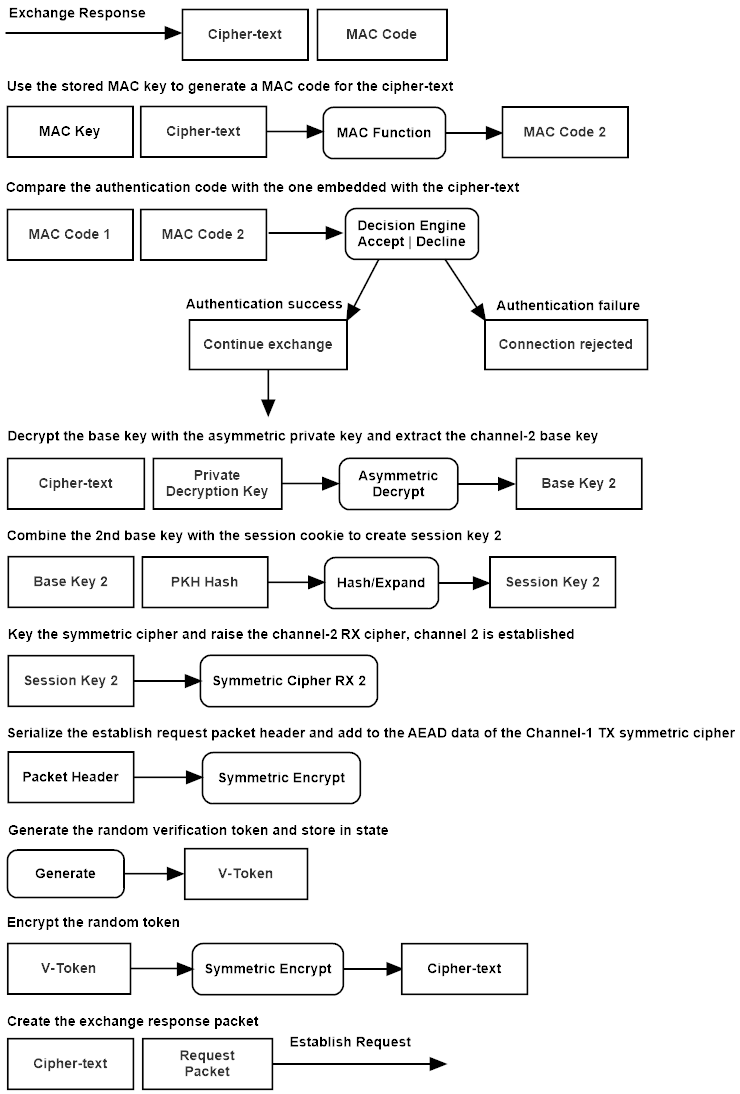 Exchange Response
Cipher-text
MAC Code
Use the stored MAC key to generate a MAC code for the cipher-text
MAC Key
Cipher-text
MAC Function
MAC Code 2
Compare the authentication code with the one embedded with the cipher-text
MAC Code 1
MAC Code 2
Decision Engine
Accept | Decline
Authentication success
Authentication failure
Continue exchange
Connection rejected
Decrypt the base key with the asymmetric private key and extract the channel-2 base key
Cipher-text
Private
Decryption Key
Asymmetric
Decrypt
Base Key 2
Combine the 2nd base key with the session cookie to create session key 2
Base Key 2
PKH Hash
Hash/Expand
Session Key 2
Key the symmetric cipher and raise the channel-2 RX cipher, channel 2 is established
Session Key 2
Symmetric Cipher RX 2
Serialize the establish request packet header and add to the AEAD data of the Channel-1 TX symmetric cipher
Packet Header
Symmetric Encrypt
Generate the random verification token and store in state
Generate
V-Token
Encrypt the random token
V-Token
Symmetric Encrypt
Cipher-text
Create the exchange response packet
Cipher-text
Request
Packet
Establish Request